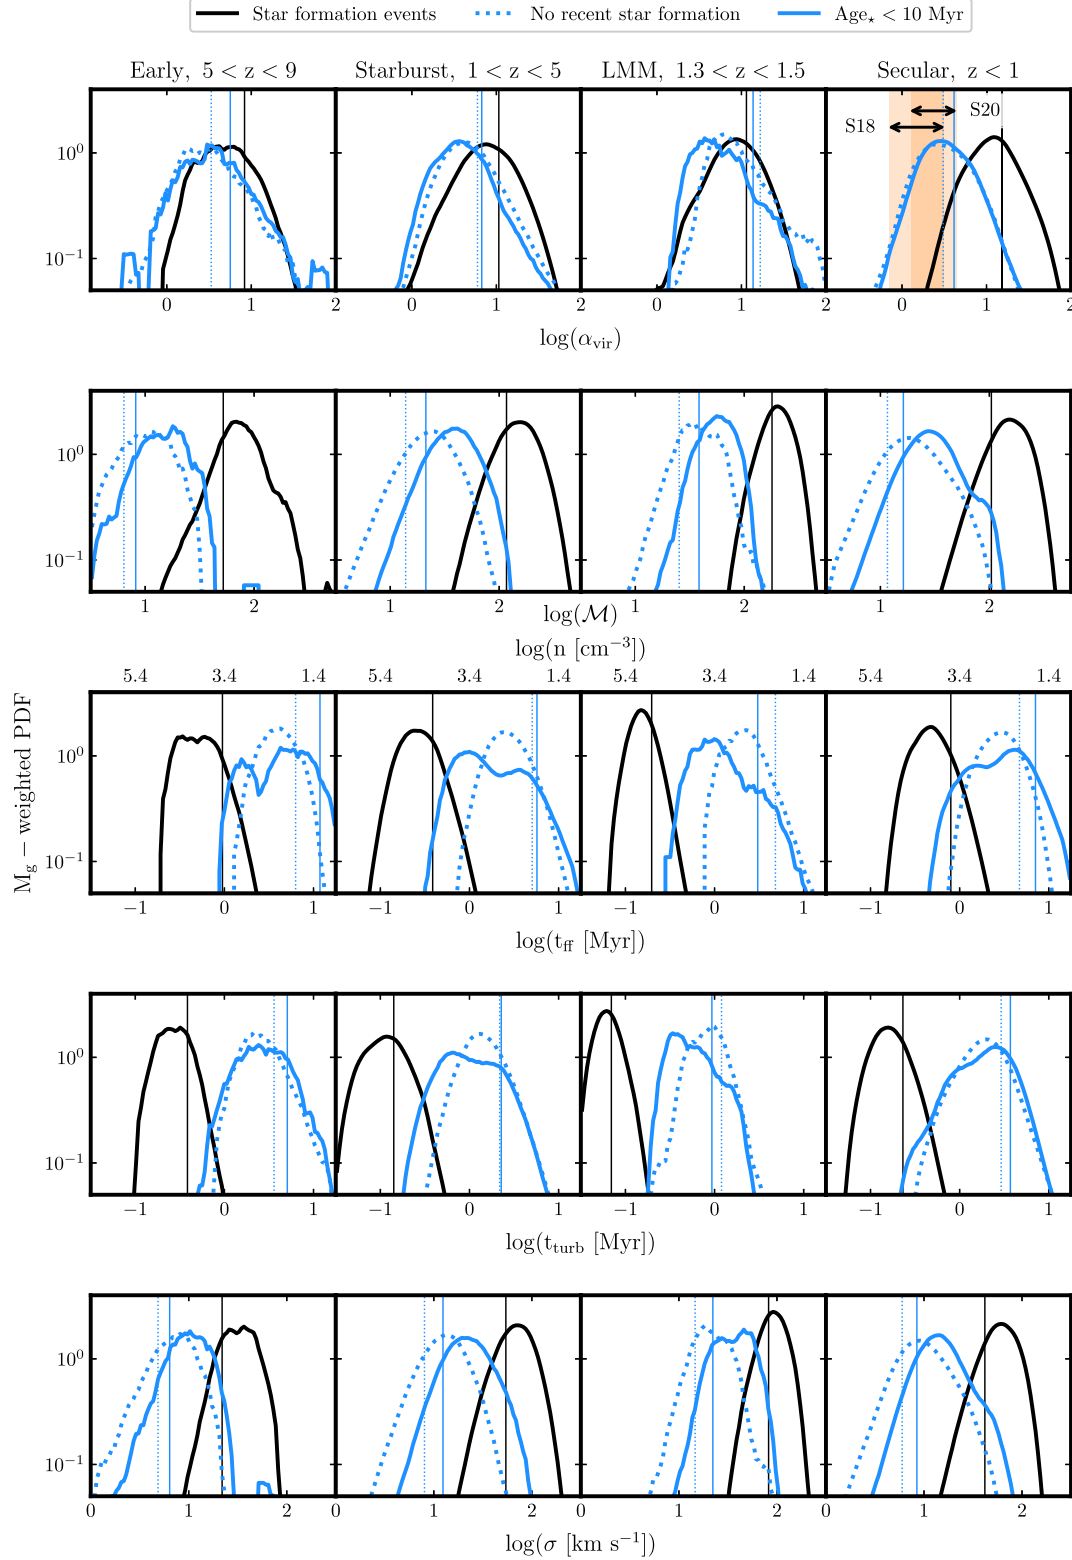 Star formation events No recent star formation Age⋆ < 10 Myr
Early, 5 < z < 9 Starburst, 1 < z < 5 LMM, 1.3 < z < 1.5 Secular, z < 1
S20
S18
10⁰
10⁻¹
0 1 2 0 1 0 1 2 0 1 2
log(α_vir)
10⁰
10⁻¹
1 2 1 2 1 2 1 2
log(ℳ)
log(n [cm⁻³])
5.4 3.4 1.4 5.4 3.4 1.4 5.4 3.4 1.4 5.4 3.4 1.4
M_g − weighted PDF
10⁰
10⁻¹
−1 0 1 −1 0 1 −1 0 1 −1 0 1
log(t_ff [Myr])
10⁰
10⁻¹
−1 0 1 −1 0 1 −1 0 1 −1 0 1
log(t_turb [Myr])
10⁰
10⁻¹
0 1 2 0 1 2 0 1 2 0 1 2
log(σ [km s⁻¹])